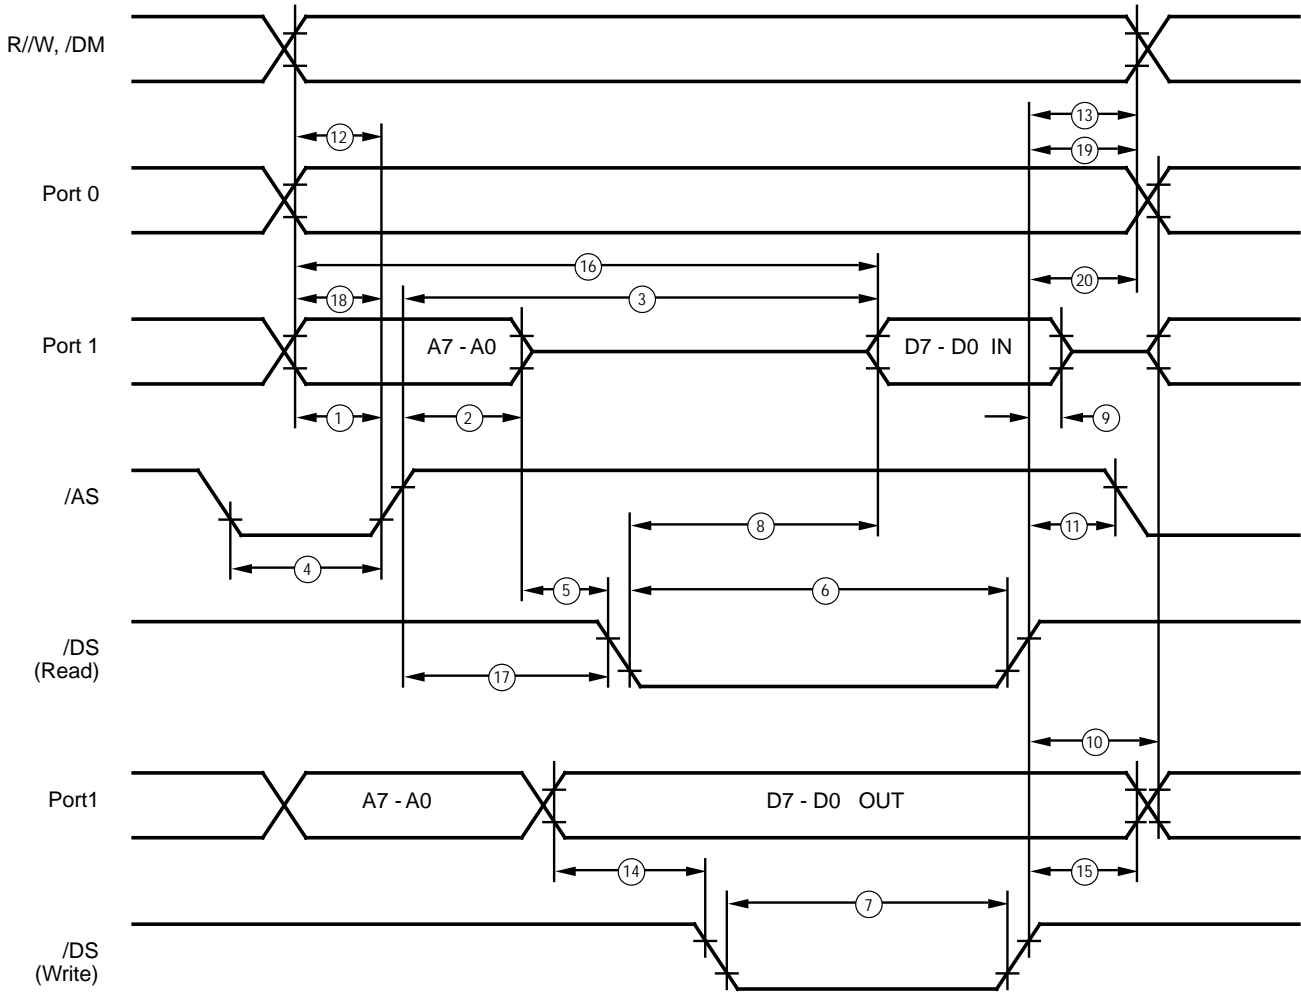 R//W, /DM
13
12
19
Port 0
16
20
18
3
Port 1
A7 - A0
D7 - D0 IN
1
2
9
/AS
8
11
4
5
6
/DS
(Read)
17
10
Port1
A7 - A0
D7 - D0 OUT
14
15
7
/DS
(Write)